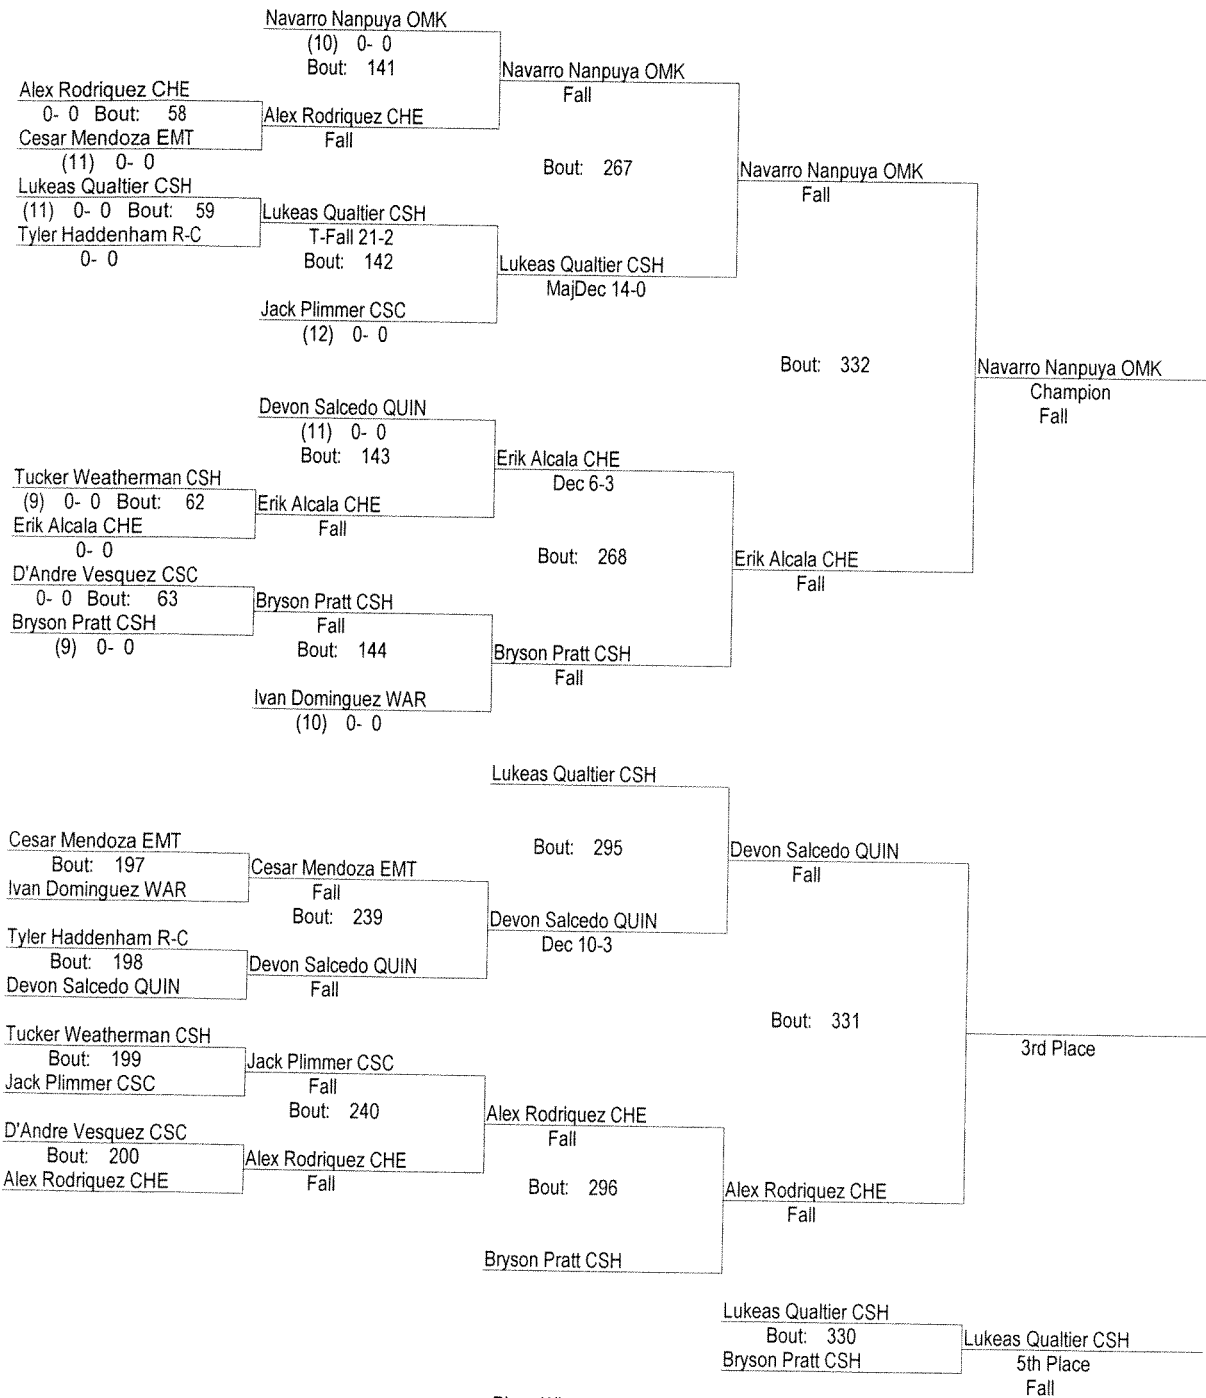 Navarro Nanpuya OMK
(10) 0- 0
Bout: 141
Navarro Nanpuya OMK
Fall
Alex Rodriquez CHE
0- 0 Bout: 58
Cesar Mendoza EMT
(11) 0- 0
Alex Rodriquez CHE
Fall
Bout: 267
Navarro Nanpuya OMK
Fall
Lukeas Qualtier CSH
(11) 0- 0 Bout: 59
Tyler Haddenham R-C
0- 0
Lukeas Qualtier CSH
T-Fall 21-2
Bout: 142
Lukeas Qualtier CSH
MajDec 14-0
Jack Plimmer CSC
(12) 0- 0
Bout: 332
Navarro Nanpuya OMK
Champion
Fall
Devon Salcedo QUIN
(11) 0- 0
Bout: 143
Erik Alcala CHE
Dec 6-3
Tucker Weatherman CSH
(9) 0- 0 Bout: 62
Erik Alcala CHE
0- 0
Erik Alcala CHE
Fall
Bout: 268
Erik Alcala CHE
Fall
D'Andre Vesquez CSC
0- 0 Bout: 63
Bryson Pratt CSH
(9) 0- 0
Bryson Pratt CSH
Fall
Bout: 144
Bryson Pratt CSH
Fall
Ivan Dominguez WAR
(10) 0- 0
Lukeas Qualtier CSH
Bout: 295
Devon Salcedo QUIN
Fall
Cesar Mendoza EMT
Bout: 197
Ivan Dominguez WAR
Cesar Mendoza EMT
Fall
Bout: 239
Devon Salcedo QUIN
Dec 10-3
Tyler Haddenham R-C
Bout: 198
Devon Salcedo QUIN
Devon Salcedo QUIN
Fall
Bout: 331
3rd Place
Tucker Weatherman CSH
Bout: 199
Jack Plimmer CSC
Jack Plimmer CSC
Fall
Bout: 240
Alex Rodriquez CHE
Fall
D'Andre Vesquez CSC
Bout: 200
Alex Rodriquez CHE
Alex Rodriquez CHE
Fall
Bout: 296
Alex Rodriquez CHE
Fall
Bryson Pratt CSH
Lukeas Qualtier CSH
Bout: 330
Bryson Pratt CSH
Lukeas Qualtier CSH
5th Place
Fall